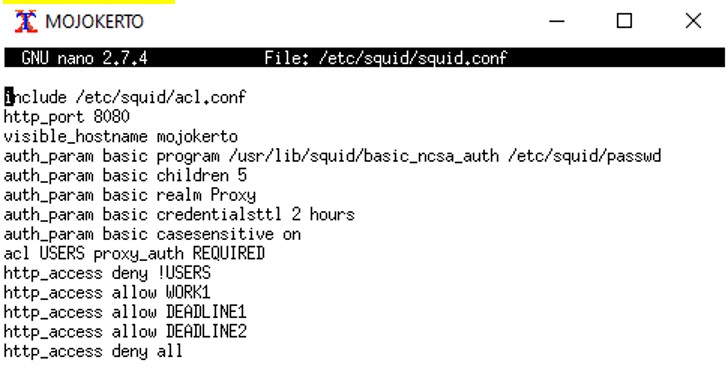 MOJOKERTO
GNU nano 2.7.4 File: /etc/squid/squid.conf
include /etc/squid/acl.conf
http_port 8080
visible_hostname mojokerto
auth_param basic program /usr/lib/squid/basic_ncsa_auth /etc/squid/passwd
auth_param basic children 5
auth_param basic realm Proxy
auth_param basic credentialsttl 2 hours
auth_param basic casesensitive on
acl USERS proxy_auth REQUIRED
http_access deny !USERS
http_access allow WORK1
http_access allow DEADLINE1
http_access allow DEADLINE2
http_access deny all